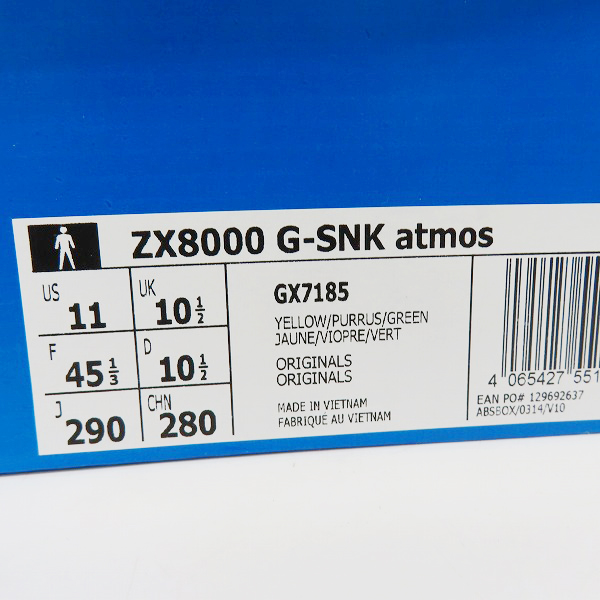 ZX8000 G-SNK atmos
US 11 UK 10 1/2
F 45 1/3 D 10 1/2
J 290 CHN 280
GX7185
YELLOW/PURRUS/GREEN
JAUNE/VIOPRE/VERT
ORIGINALS
ORIGINALS
MADE IN VIETNAM
FABRIQUÉ AU VIETNAM
4 065427 551
EAN PO# 129692637
ABSBOX/0314/V10